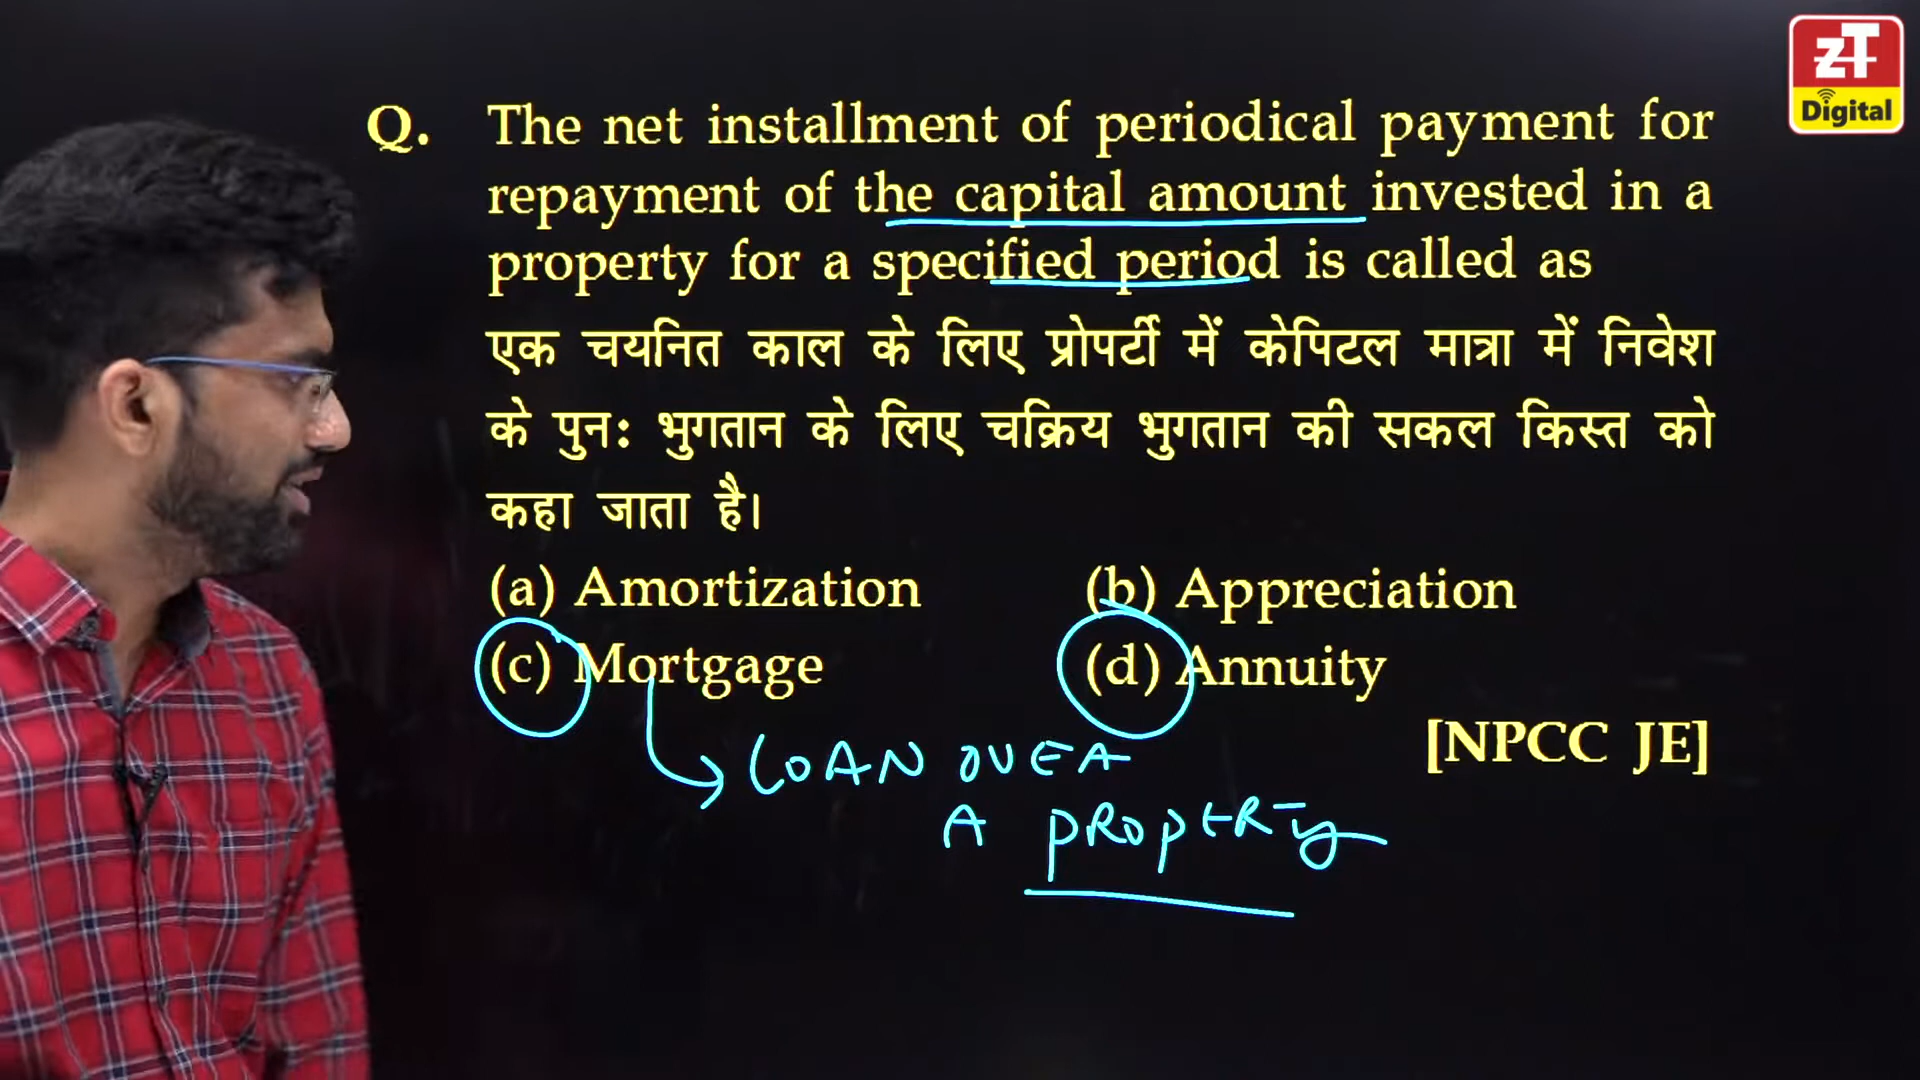 zT
Digital
Q. The net installment of periodical payment for
repayment of the capital amount invested in a
property for a specified period is called as
एक चयनित काल के लिए प्रोपर्टी में केपिटल मात्रा में निवेश
के पुनः भुगतान के लिए चक्रिय भुगतान की सकल किस्त को
कहा जाता है।
(a) Amortization (b) Appreciation
(c) Mortgage (d) Annuity
[NPCC JE]
LOAN OVER
A PROPERTY